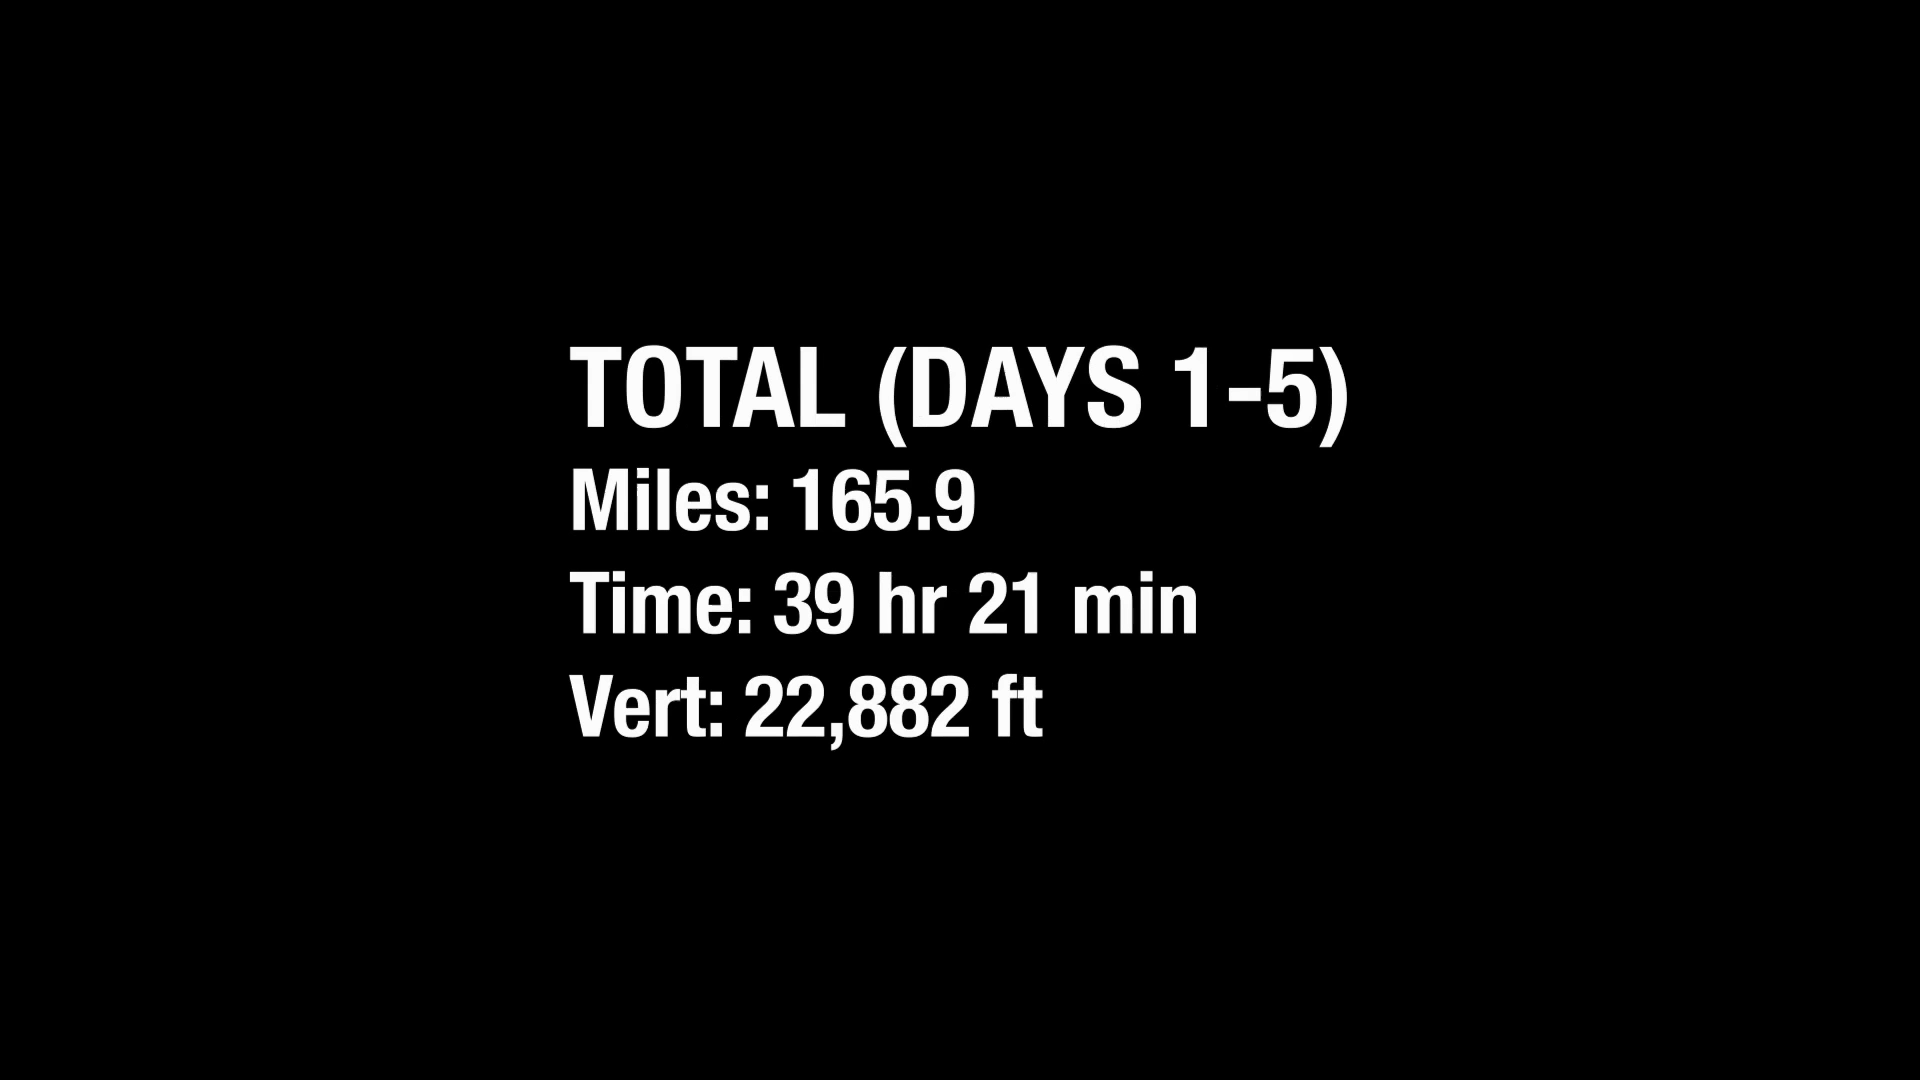 TOTAL (DAYS 1-5)
Miles: 165.9
Time: 39 hr 21 min
Vert: 22,882 ft